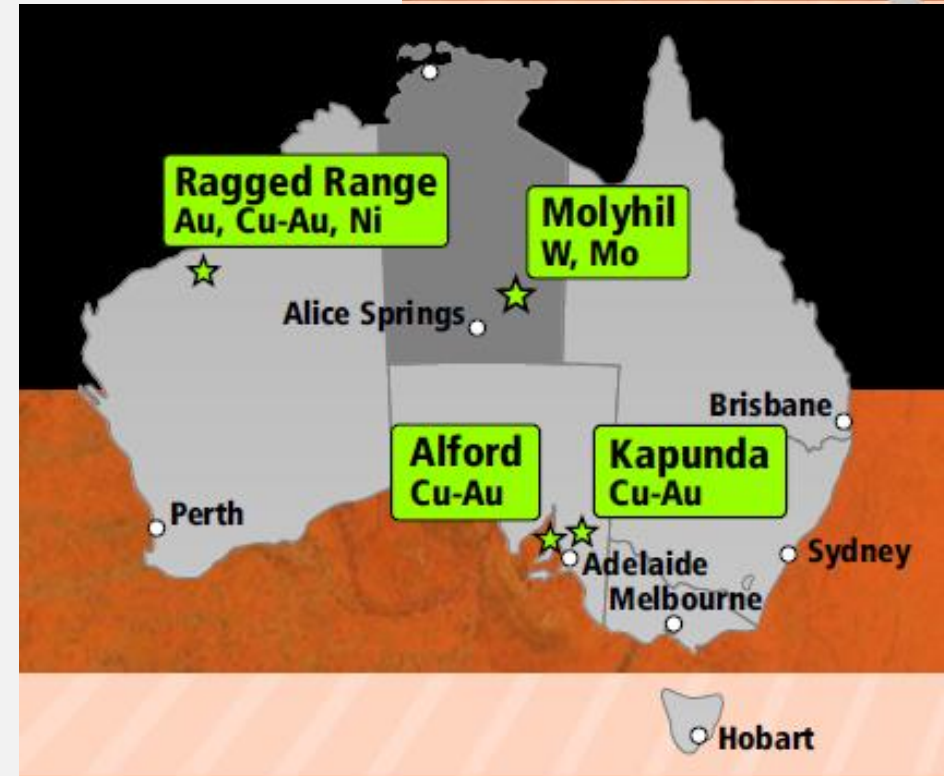 Ragged Range
Au, Cu-Au, Ni
Molyhil
W, Mo
Alice Springs
Brisbane
Alford
Cu-Au
Kapunda
Cu-Au
Perth
Sydney
Adelaide
Melbourne
Hobart